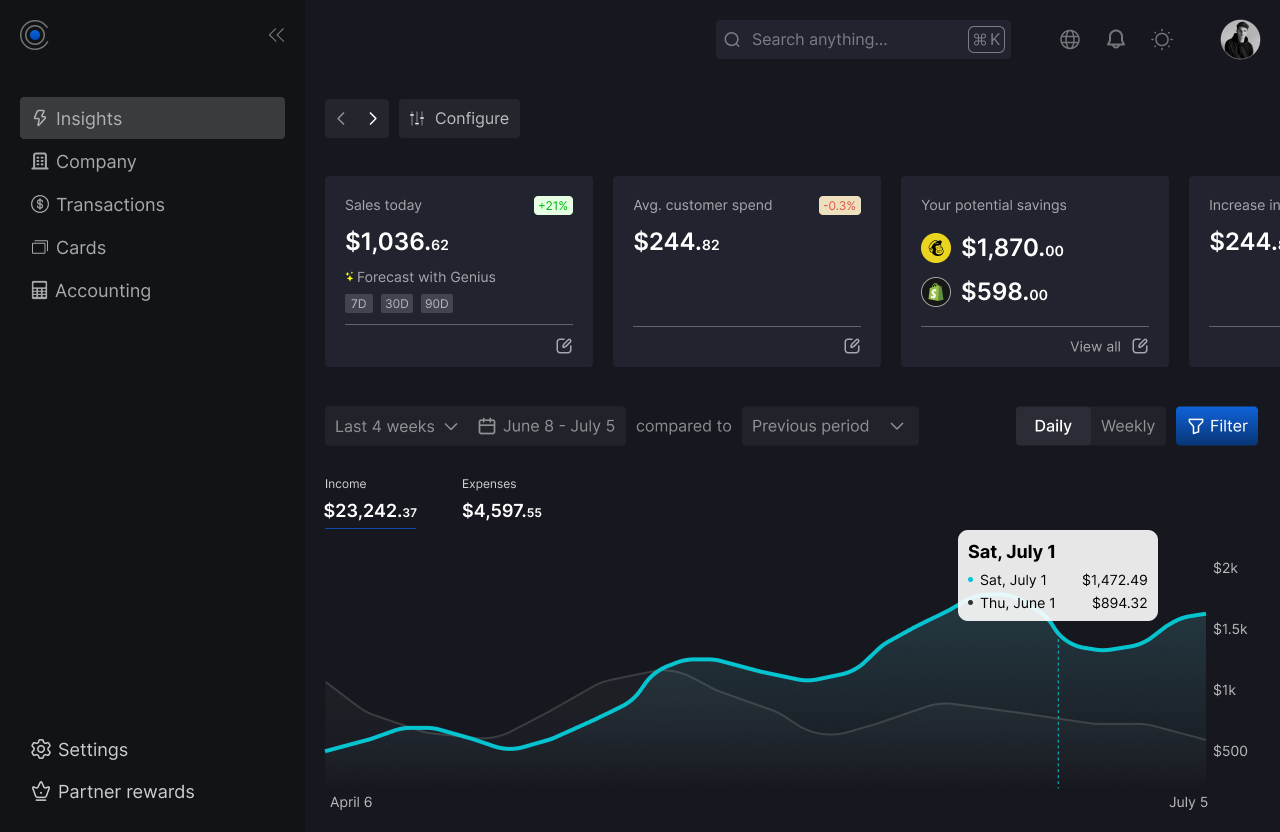 Search anything...
⌘ K
Insights
Company
Transactions
Cards
Accounting
Settings
Partner rewards
Configure
Sales today
+21%
$1,036.62
Forecast with Genius
7D 30D 90D
Avg. customer spend
-0.3%
$244.82
Your potential savings
$1,870.00
$598.00
View all
Increase in
$244.
Last 4 weeks June 8 - July 5 compared to Previous period
Daily Weekly Filter
Income
$23,242.37
Expenses
$4,597.55
Sat, July 1
Sat, July 1 $1,472.49
Thu, June 1 $894.32
$2k
$1.5k
$1k
$500
April 6 July 5